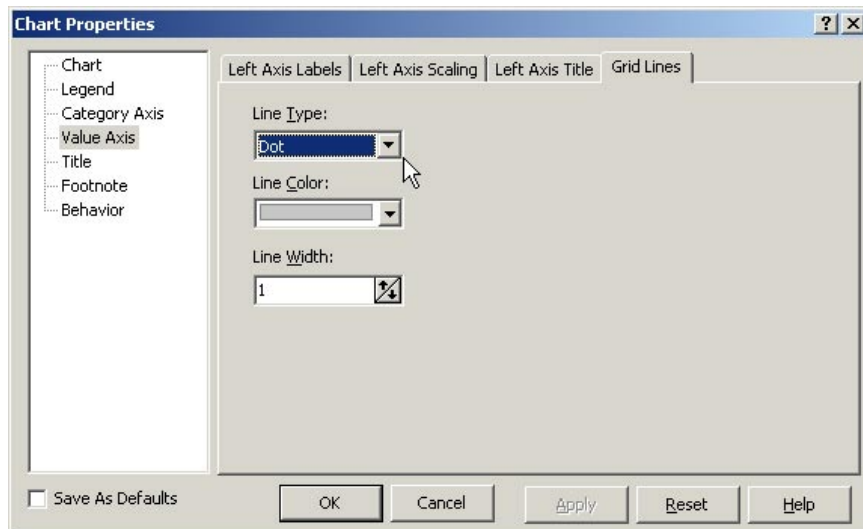 Chart Properties
Chart
Legend
Category Axis
Value Axis
Title
Footnote
Behavior
Left Axis Labels Left Axis Scaling Left Axis Title Grid Lines
Line Type:
Dot
Line Color:
Line Width:
1
Save As Defaults OK Cancel Apply Reset Help